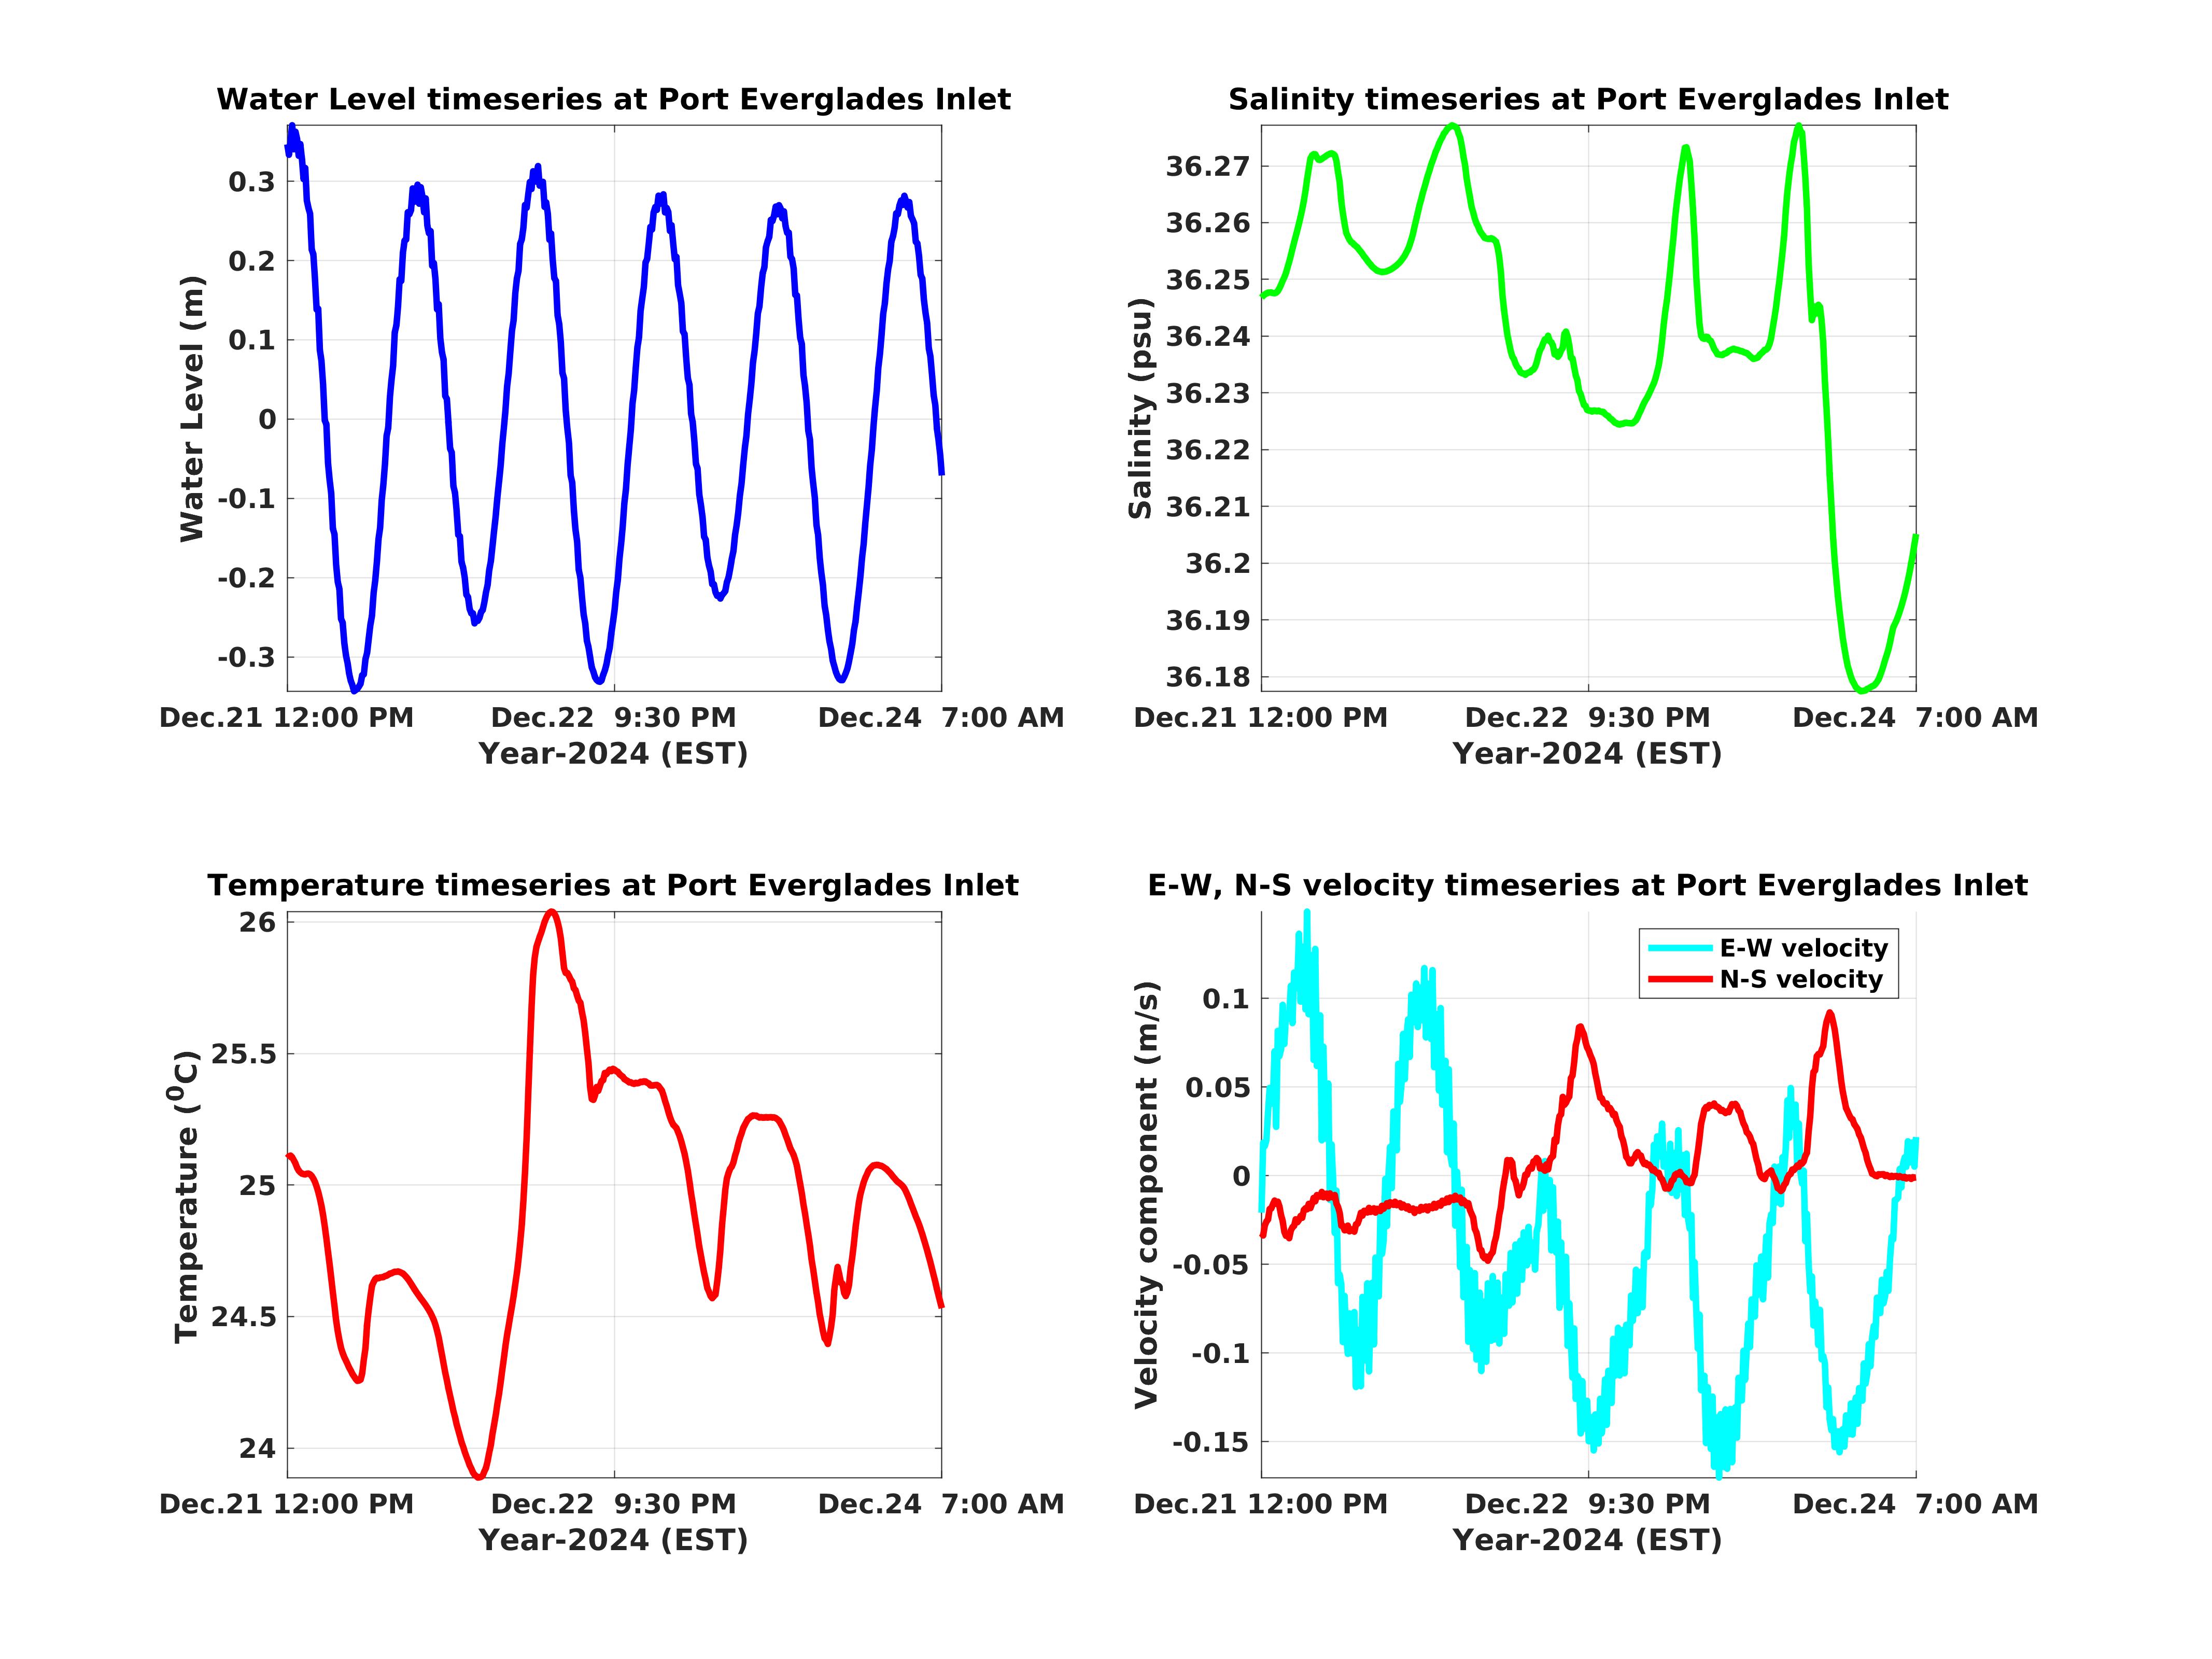 Water Level timeseries at Port Everglades Inlet
Water Level (m)
0.3
0.2
0.1
0
-0.1
-0.2
-0.3
Dec.21 12:00 PM
Dec.22 9:30 PM
Dec.24 7:00 AM
Year-2024 (EST)
Salinity timeseries at Port Everglades Inlet
Salinity (psu)
36.27
36.26
36.25
36.24
36.23
36.22
36.21
36.2
36.19
36.18
Dec.21 12:00 PM
Dec.22 9:30 PM
Dec.24 7:00 AM
Year-2024 (EST)
Temperature timeseries at Port Everglades Inlet
Temperature (⁰C)
26
25.5
25
24.5
24
Dec.21 12:00 PM
Dec.22 9:30 PM
Dec.24 7:00 AM
Year-2024 (EST)
E-W, N-S velocity timeseries at Port Everglades Inlet
Velocity component (m/s)
E-W velocity
N-S velocity
0.1
0.05
0
-0.05
-0.1
-0.15
Dec.21 12:00 PM
Dec.22 9:30 PM
Dec.24 7:00 AM
Year-2024 (EST)